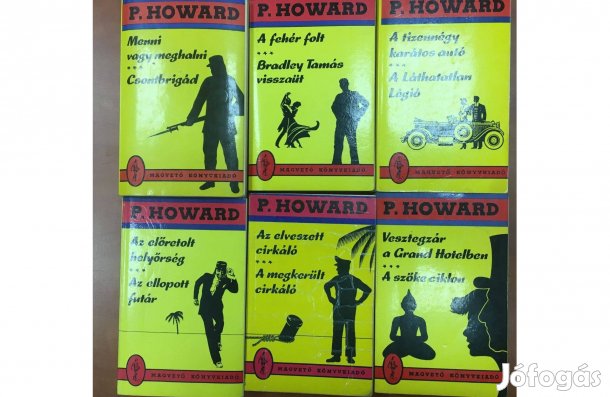 P. HOWARD
Menni
vagy meghalni
***
Csontbrigád
MAGVETŐ KÖNYVKIADÓ
P. HOWARD
A fehér folt
***
Bradley Tamás
visszaüt
MAGVETŐ KÖNYVKIADÓ
P. HOWARD
A tizennégy
karátos autó
***
A Láthatatlan
Légió
MAGVETŐ KÖNYVKIADÓ
P. HOWARD
Az előretolt
helyőrség
***
Az ellopott
futár
MAGVETŐ KÖNYVKIADÓ
P. HOWARD
Az elveszett
cirkáló
***
A megkerült
cirkáló
MAGVETŐ KÖNYVKIADÓ
P. HOWARD
Vesztegzár
a Grand Hotelben
***
A szőke ciklon
MAGVETŐ KÖNYVKIADÓ
Jófogás